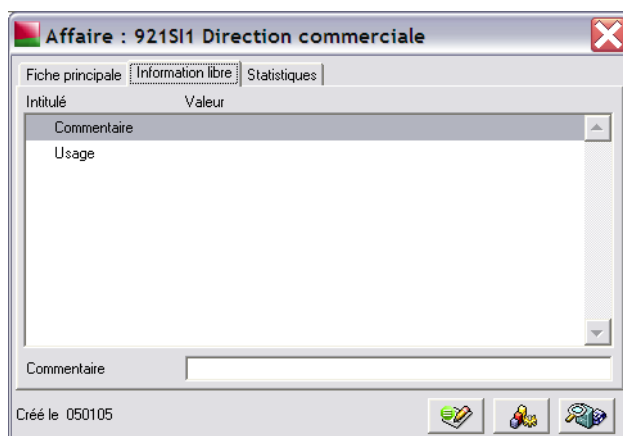 Affaire : 921SI1 Direction commerciale
Fiche principale Information libre Statistiques
Intitulé Valeur
Commentaire
Usage
Commentaire
Créé le 050105